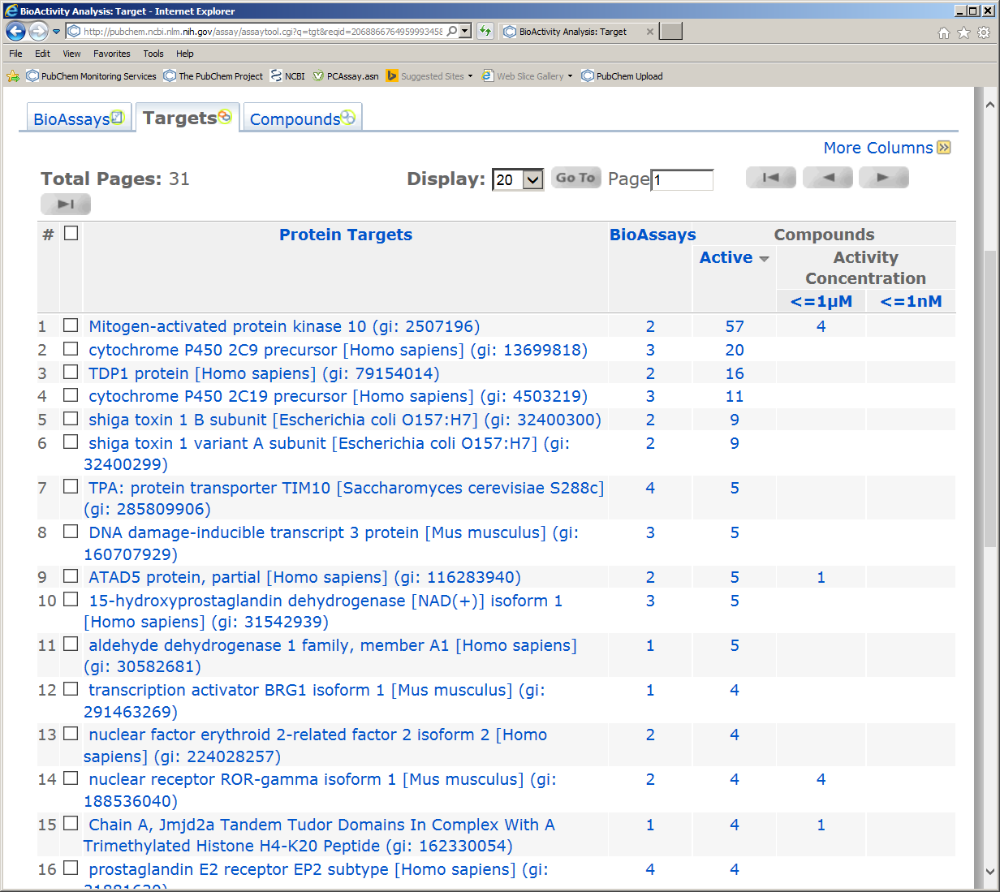 BioActivity Analysis: Target - Internet Explorer
http://pubchem.ncbi.nlm.nih.gov/assay/assaytool.cgi?q=tgt&reqid=2068866764959993458
BioActivity Analysis: Target
File Edit View Favorites Tools Help
PubChem Monitoring Services The PubChem Project NCBI PCAssay.asn Suggested Sites Web Slice Gallery PubChem Upload
BioAssays Targets Compounds
More Columns
Total Pages: 31 Display: 20 Go To Page 1
# Protein Targets BioAssays Compounds
Active Activity
Concentration
<=1µM <=1nM
1 Mitogen-activated protein kinase 10 (gi: 2507196) 2 57 4
2 cytochrome P450 2C9 precursor [Homo sapiens] (gi: 13699818) 3 20
3 TDP1 protein [Homo sapiens] (gi: 79154014) 2 16
4 cytochrome P450 2C19 precursor [Homo sapiens] (gi: 4503219) 3 11
5 shiga toxin 1 B subunit [Escherichia coli O157:H7] (gi: 32400300) 2 9
6 shiga toxin 1 variant A subunit [Escherichia coli O157:H7] (gi: 2 9
32400299)
7 TPA: protein transporter TIM10 [Saccharomyces cerevisiae S288c] 4 5
(gi: 285809906)
8 DNA damage-inducible transcript 3 protein [Mus musculus] (gi: 3 5
160707929)
9 ATAD5 protein, partial [Homo sapiens] (gi: 116283940) 2 5 1
10 15-hydroxyprostaglandin dehydrogenase [NAD(+)] isoform 1 3 5
[Homo sapiens] (gi: 31542939)
11 aldehyde dehydrogenase 1 family, member A1 [Homo sapiens] 1 5
(gi: 30582681)
12 transcription activator BRG1 isoform 1 [Mus musculus] (gi: 1 4
291463269)
13 nuclear factor erythroid 2-related factor 2 isoform 2 [Homo 2 4
sapiens] (gi: 224028257)
14 nuclear receptor ROR-gamma isoform 1 [Mus musculus] (gi: 2 4 4
188536040)
15 Chain A, Jmjd2a Tandem Tudor Domains In Complex With A 1 4 1
Trimethylated Histone H4-K20 Peptide (gi: 162330054)
16 prostaglandin E2 receptor EP2 subtype [Homo sapiens] (gi: 4 4